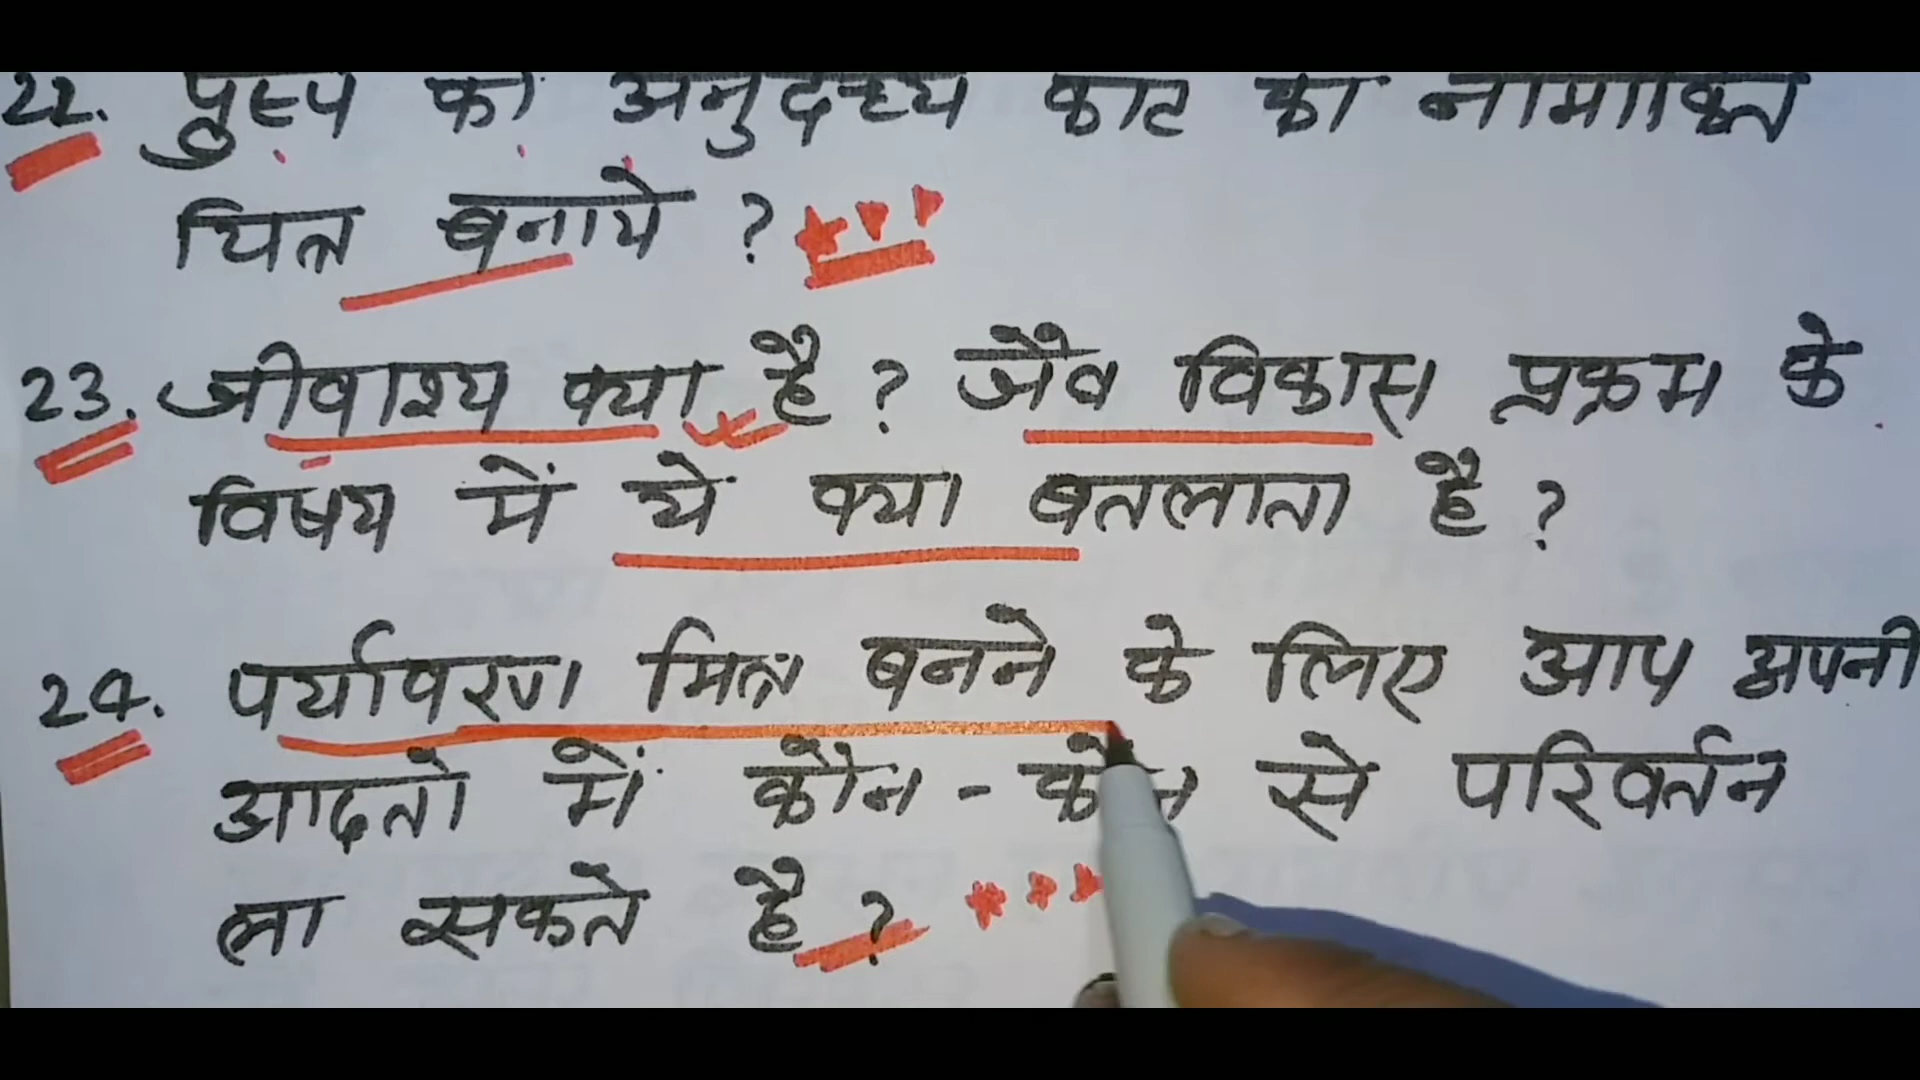 22. पुष्प की अनुदैर्ध्य काट का नामांकित
चित्र बनाये ?
23. जीवाश्म क्या है ? जैव विकास प्रक्रम के
विषय में ये क्या बतलाता है ?
24. पर्यावरण मित्र बनने के लिए आप अपनी
आदतो में कौन - कौन से परिवर्तन
ला सकते है ?